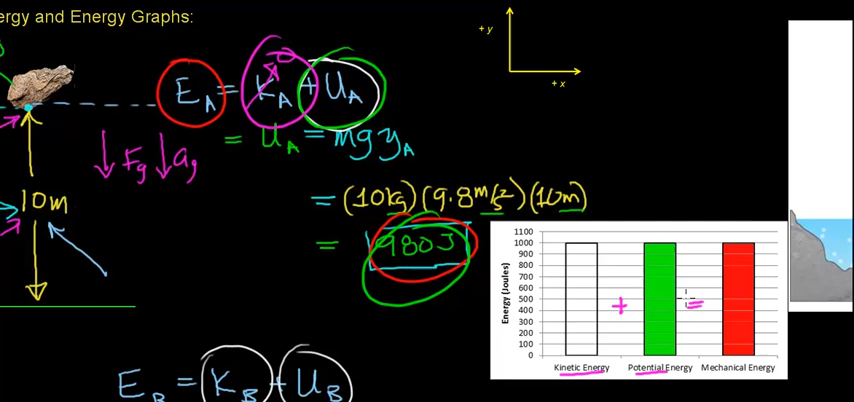 ergy and Energy Graphs:
+ y
+ x
E_A = K_A⁰ + U_A
= U_A = mgy_A
F_g a_g
10m
= (10kg)(9.8m/s²)(10m)
= 980J
Energy (Joules)
1100
1000
900
800
700
600
500
400
300
200
100
0
+ =
Kinetic Energy Potential Energy Mechanical Energy
E_B = K_B + U_B